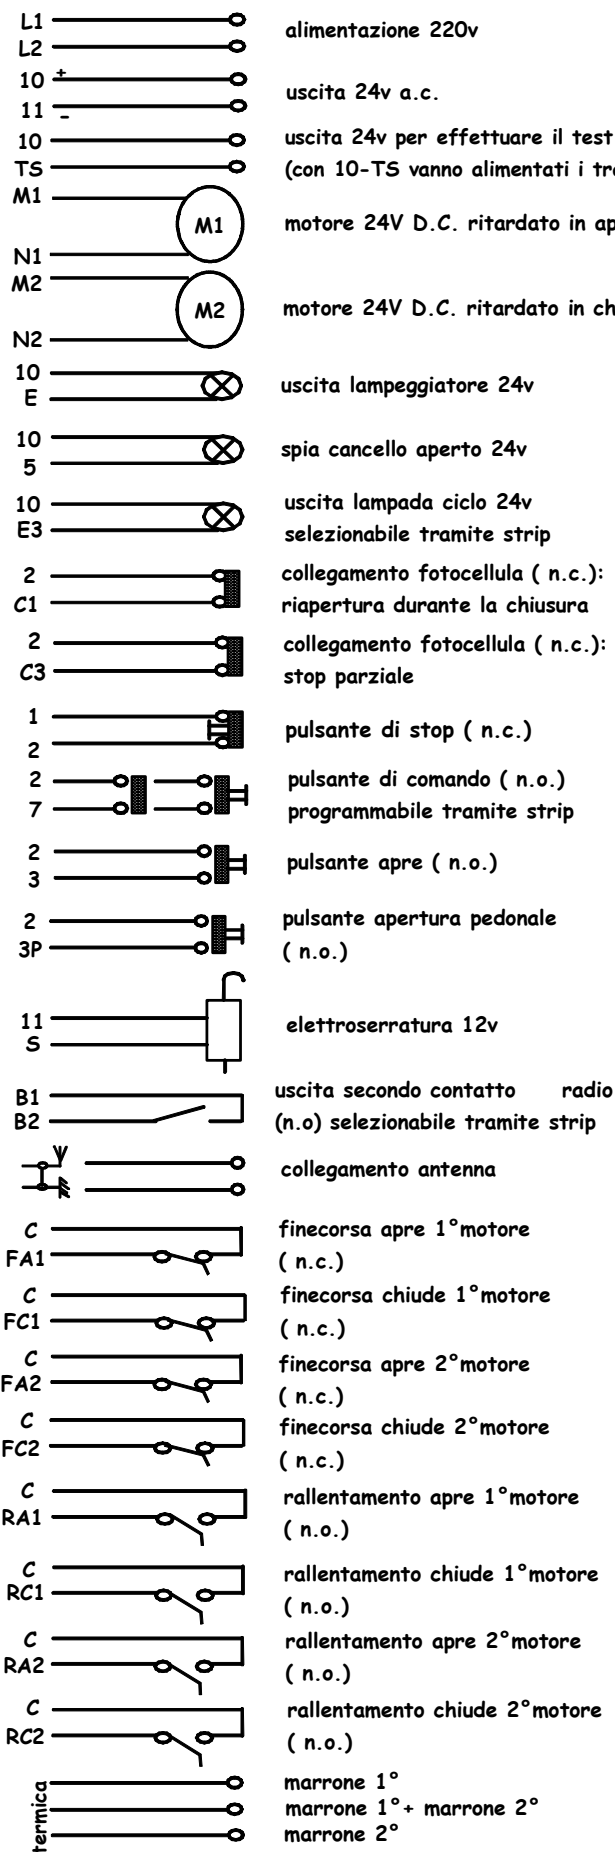 L1
L2
alimentazione 220v
10 +
11 -
uscita 24v a.c.
10
TS
uscita 24v per effettuare il test
(con 10-TS vanno alimentati i tra
M1
N1
M1
motore 24V D.C. ritardato in ap
M2
N2
M2
motore 24V D.C. ritardato in ch
10
E
uscita lampeggiatore 24v
10
5
spia cancello aperto 24v
10
E3
uscita lampada ciclo 24v
selezionabile tramite strip
2
C1
collegamento fotocellula ( n.c.):
riapertura durante la chiusura
2
C3
collegamento fotocellula ( n.c.):
stop parziale
1
2
pulsante di stop ( n.c.)
2
7
pulsante di comando ( n.o.)
programmabile tramite strip
2
3
pulsante apre ( n.o.)
2
3P
pulsante apertura pedonale
( n.o.)
11
S
elettroserratura 12v
B1
B2
uscita secondo contatto radio
(n.o) selezionabile tramite strip
collegamento antenna
C
FA1
finecorsa apre 1°motore
( n.c.)
C
FC1
finecorsa chiude 1°motore
( n.c.)
C
FA2
finecorsa apre 2°motore
( n.c.)
C
FC2
finecorsa chiude 2°motore
( n.c.)
C
RA1
rallentamento apre 1°motore
( n.o.)
C
RC1
rallentamento chiude 1°motore
( n.o.)
C
RA2
rallentamento apre 2°motore
( n.o.)
C
RC2
rallentamento chiude 2°motore
( n.o.)
termica
marrone 1°
marrone 1°+ marrone 2°
marrone 2°